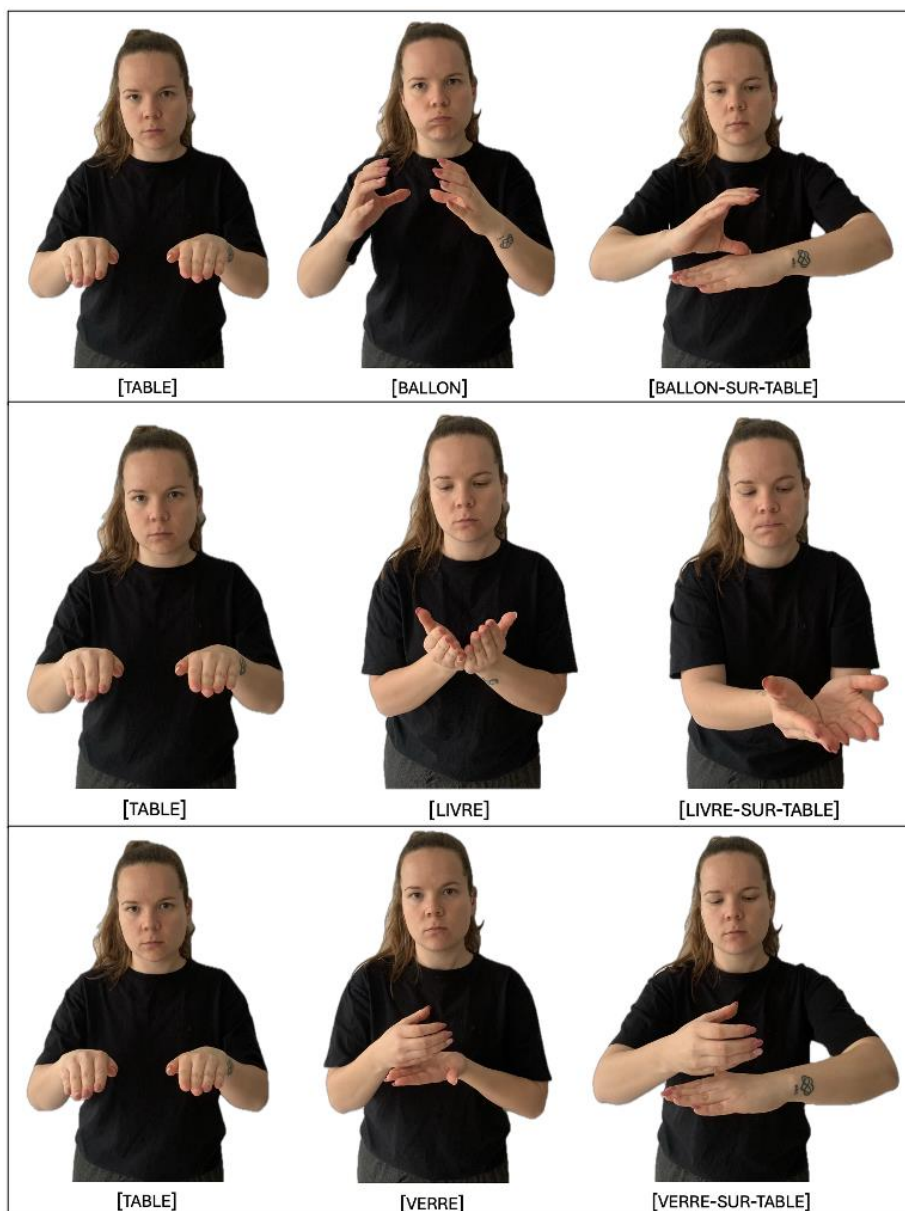 [TABLE] [BALLON] [BALLON-SUR-TABLE]
[TABLE] [LIVRE] [LIVRE-SUR-TABLE]
[TABLE] [VERRE] [VERRE-SUR-TABLE]